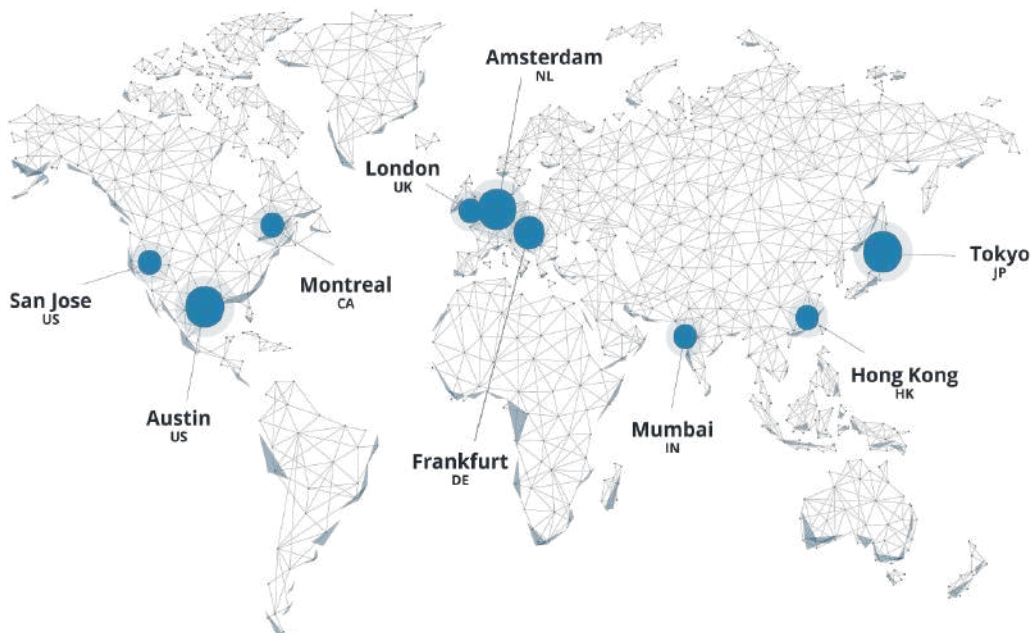 Amsterdam
NL
London
UK
Tokyo
JP
San Jose
US
Montreal
CA
Hong Kong
HK
Austin
US
Mumbai
IN
Frankfurt
DE